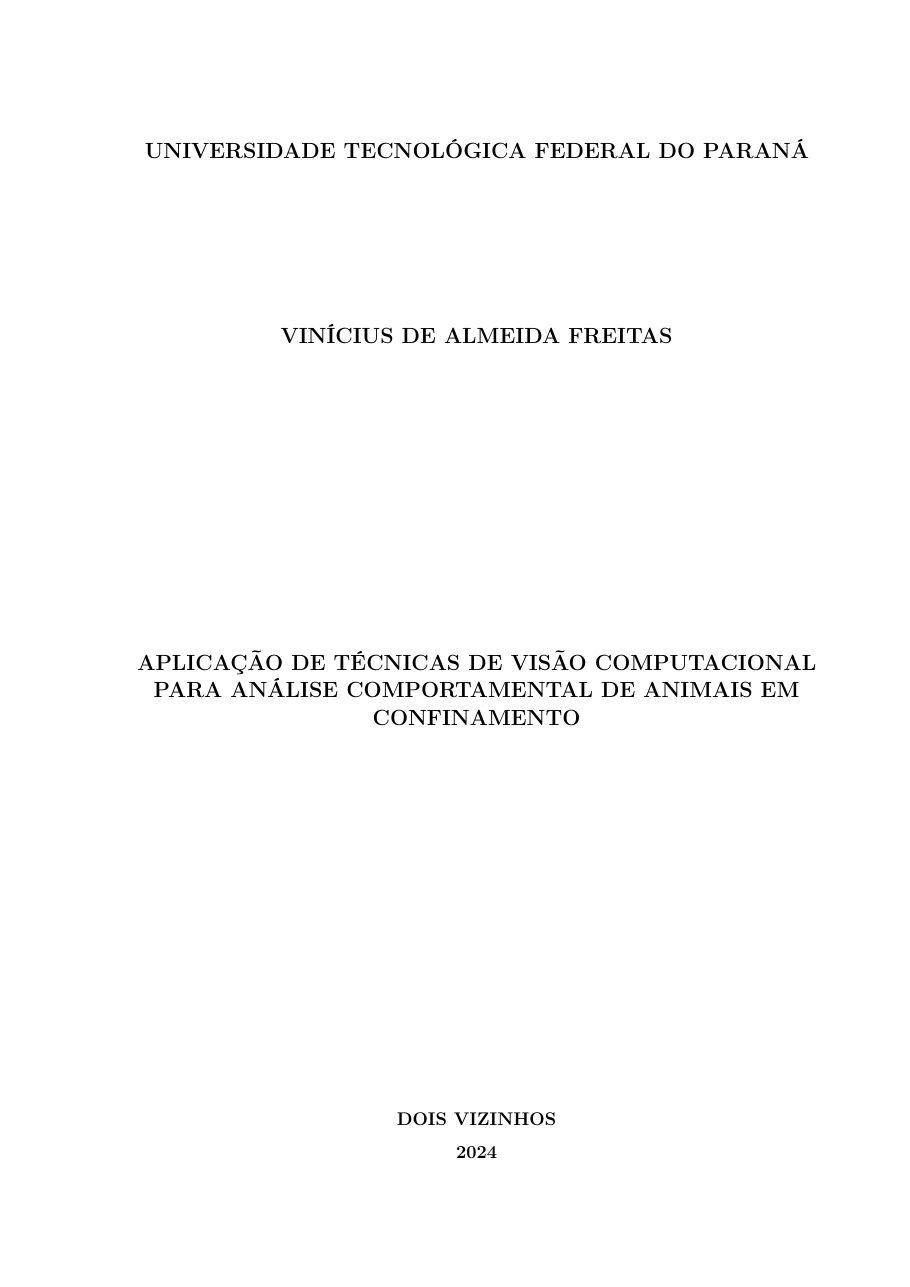 UNIVERSIDADE TECNOLÓGICA FEDERAL DO PARANÁ
VINÍCIUS DE ALMEIDA FREITAS
APLICAÇÃO DE TÉCNICAS DE VISÃO COMPUTACIONAL
PARA ANÁLISE COMPORTAMENTAL DE ANIMAIS EM
CONFINAMENTO
DOIS VIZINHOS
2024